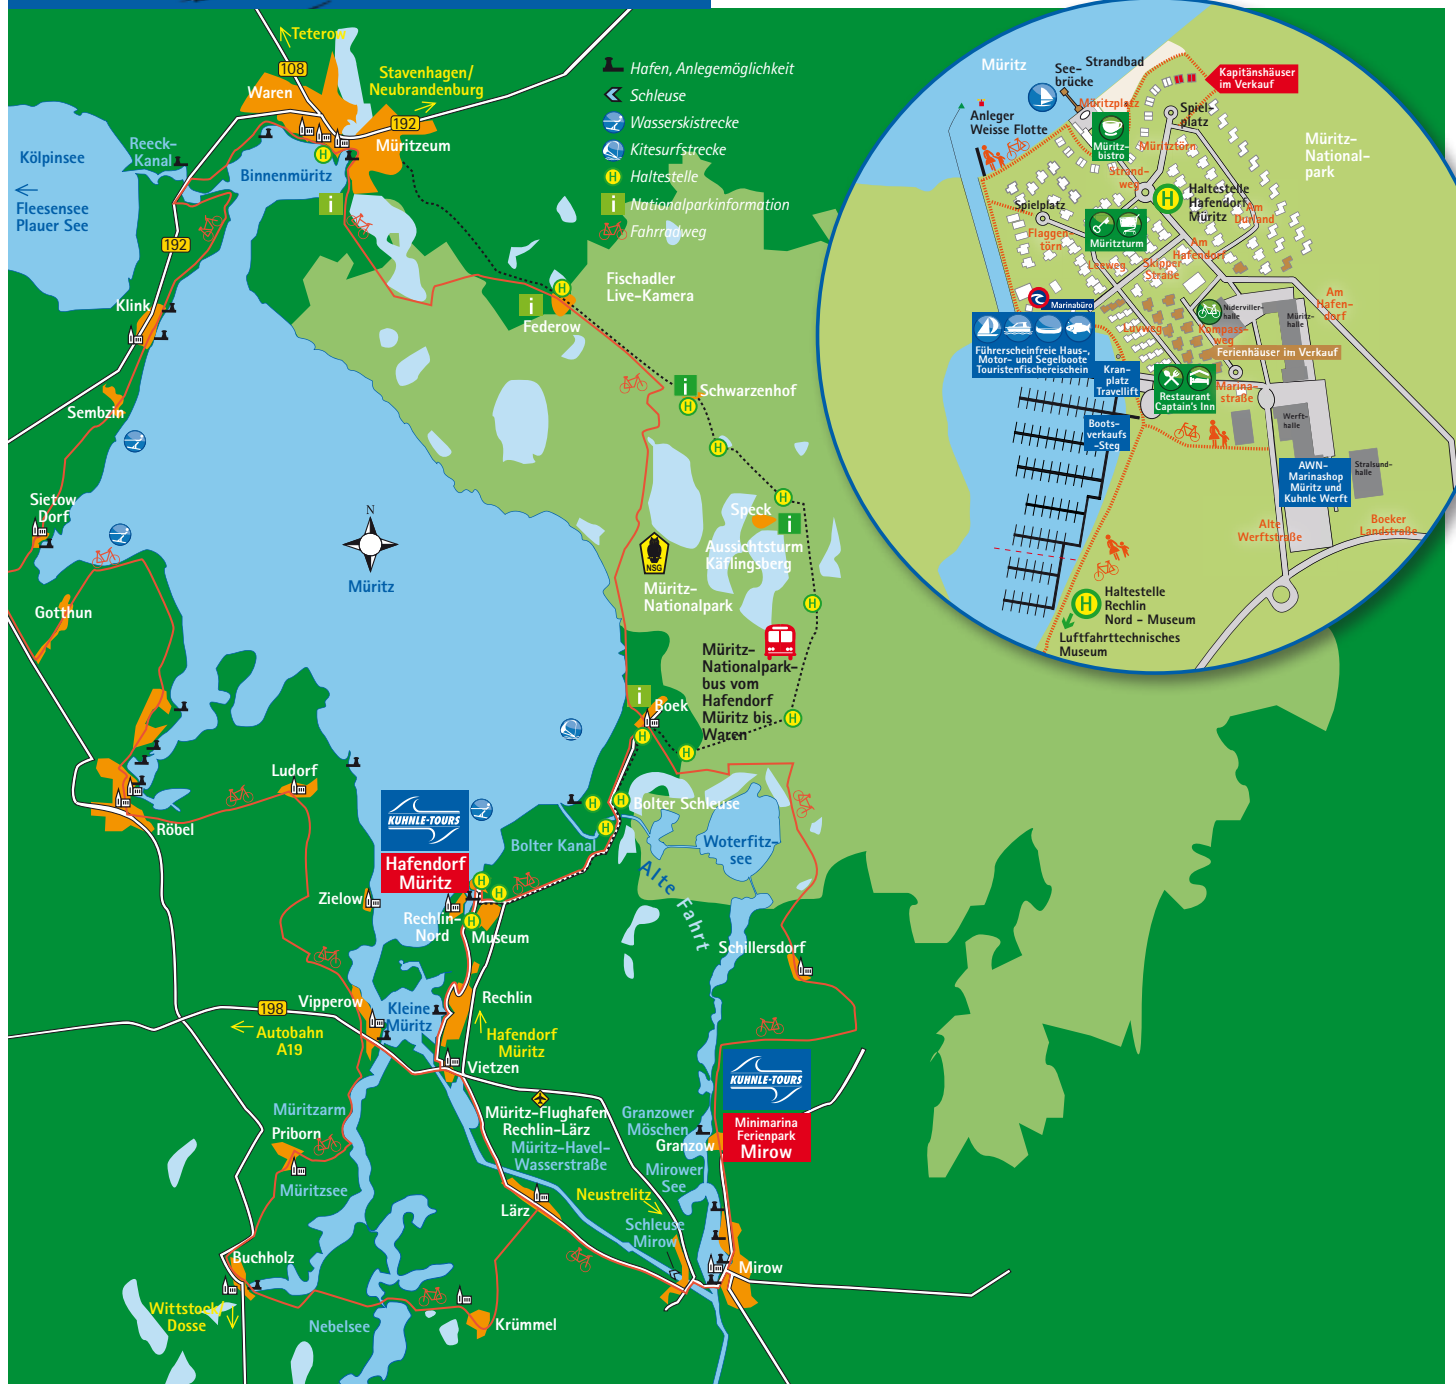 Teterow
108
Waren
Stavenhagen/
Neubrandenburg
192
Müritzeum
Reeck-
Kanal
Kölpinsee
Binnenmüritz
Fleesensee
Plauer See
192
Klink
Sembzin
Sietow
Dorf
Gotthun
Hafen, Anlegemöglichkeit
Schleuse
Wasserskistrecke
Kitesurfstrecke
H
Haltestelle
i
Nationalparkinformation
Fahrradweg
Fischadler
Live-Kamera
Federow
Schwarzenhof
Speck
Aussichtsturm
Käflingsberg
NSG
Müritz-
Nationalpark
N
Müritz
Müritz-
Nationalpark-
bus vom
Hafendorf
Müritz bis
Waren
Boek
Ludorf
Röbel
Bolter Schleuse
Bolter Kanal
Woterfitz-
see
Alte Fahrt
KUHNLE-TOURS
Hafendorf
Müritz
Zielow
Rechlin-
Nord
Museum
Schillersdorf
198
Vipperow
Kleine
Müritz
Rechlin
Autobahn
A19
Hafendorf
Müritz
Vietzen
Müritz-Flughafen
Rechlin-Lärz
Müritz-Havel-
Wasserstraße
Granzower
Möschen
Granzow
KUHNLE-TOURS
Minimarina
Ferienpark
Mirow
Müritzarm
Priborn
Müritzsee
Mirower
See
Neustrelitz
Lärz
Schleuse
Mirow
Mirow
Buchholz
Wittstock/
Dosse
Nebelsee
Krümmel
Müritz
See-
brücke
Strandbad
Kapitänshäuser
im Verkauf
Anleger
Weisse Flotte
Müritzplatz
Spiel-
platz
Müritz-
bistro
Müritztörn
Müritz-
National-
park
Strand-
weg
Spielplatz
Haltestelle
Hafendorf
Müritz
Am
Dünland
Flaggen-
törn
Müritzturm
Am
Hafendorf
Leeweg
Skipper-
Straße
Marinabüro
Am
Hafen-
dorf
Niderviller-
halle
Müritz-
halle
Luvweg
Kompass-
weg
Führerscheinfreie Haus-,
Motor- und Segelboote
Touristenfischereischein
Ferienhäuser im Verkauf
Kran-
platz
Travellift
Restaurant
Captain's Inn
Marina-
straße
Boots-
verkaufs
-Steg
Werft-
halle
AWN-
Marinashop
Müritz und
Kuhnle Werft
Stralsund-
halle
Alte
Werftstraße
Boeker
Landstraße
Haltestelle
Rechlin
Nord - Museum
Luftfahrttechnisches
Museum